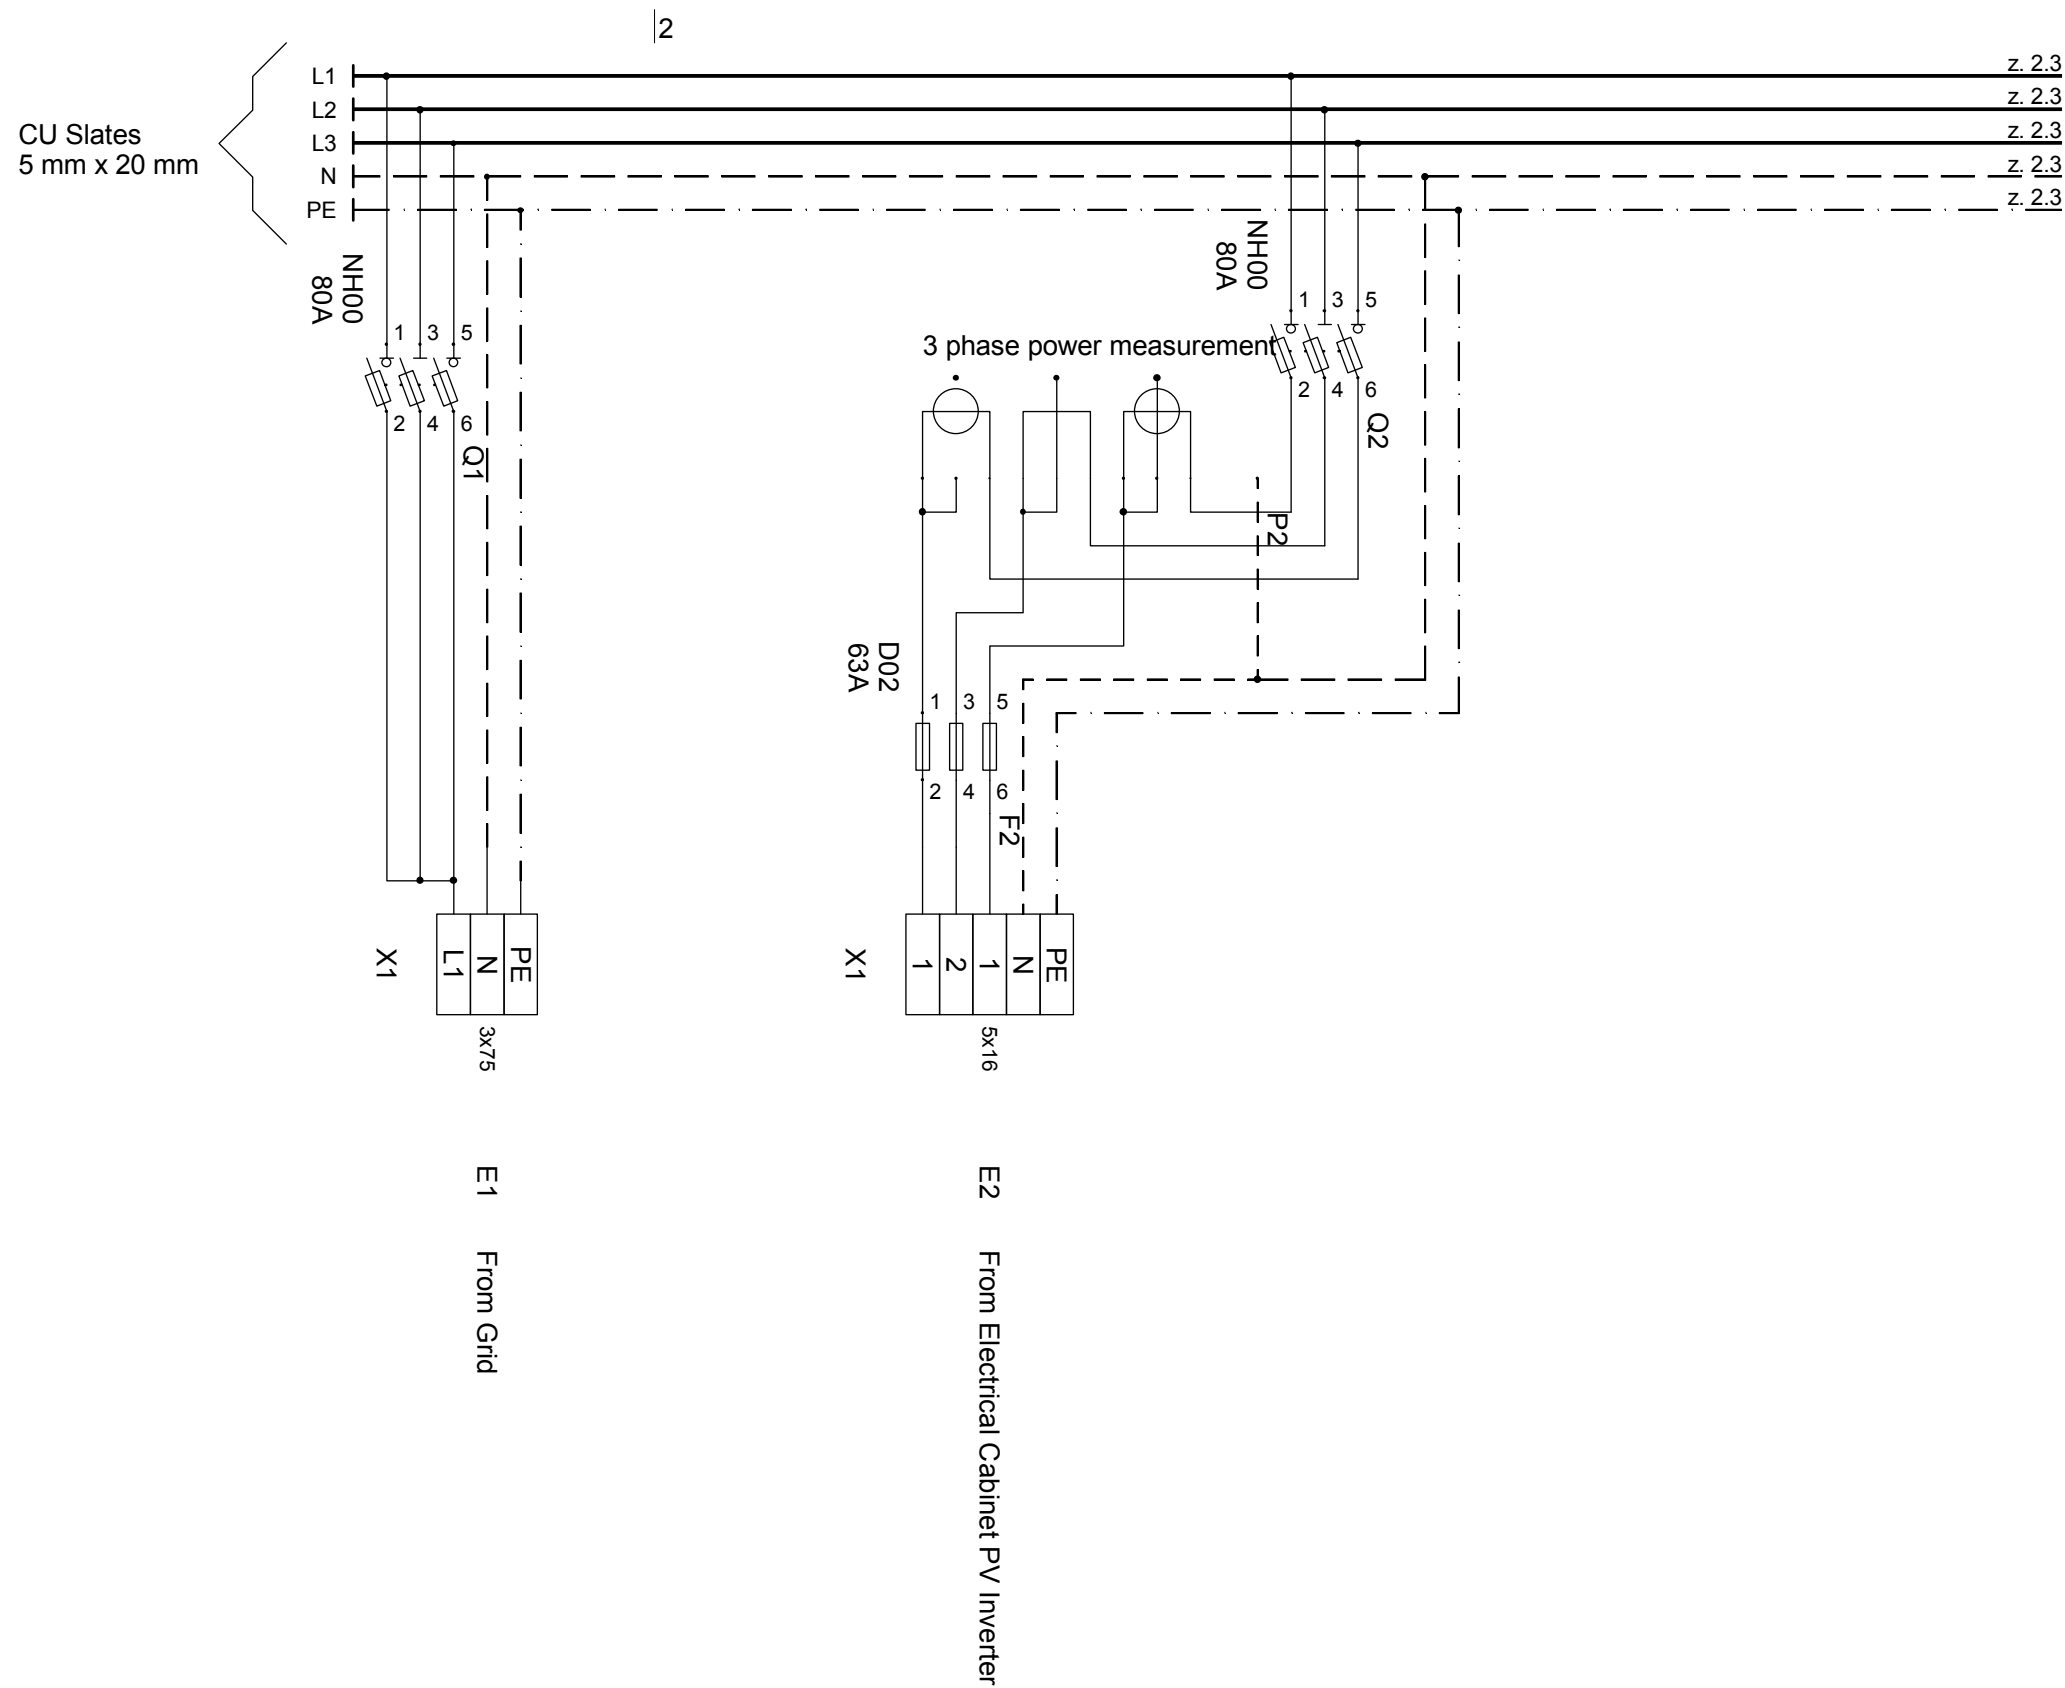 2
L1
z. 2.3
L2
z. 2.3
CU Slates
5 mm x 20 mm
L3
z. 2.3
N
z. 2.3
PE
z. 2.3
NH00
80A
1
3
5
2
4
6
Q1
NH00
80A
1
3
5
2
4
6
Q2
3 phase power measurement
P2
D02
63A
1
3
5
2
4
6
F2
X1
L1
N
PE
3x75
X1
1
2
1
N
PE
5x16
E1
From Grid
E2
From Electrical Cabinet PV Inverter